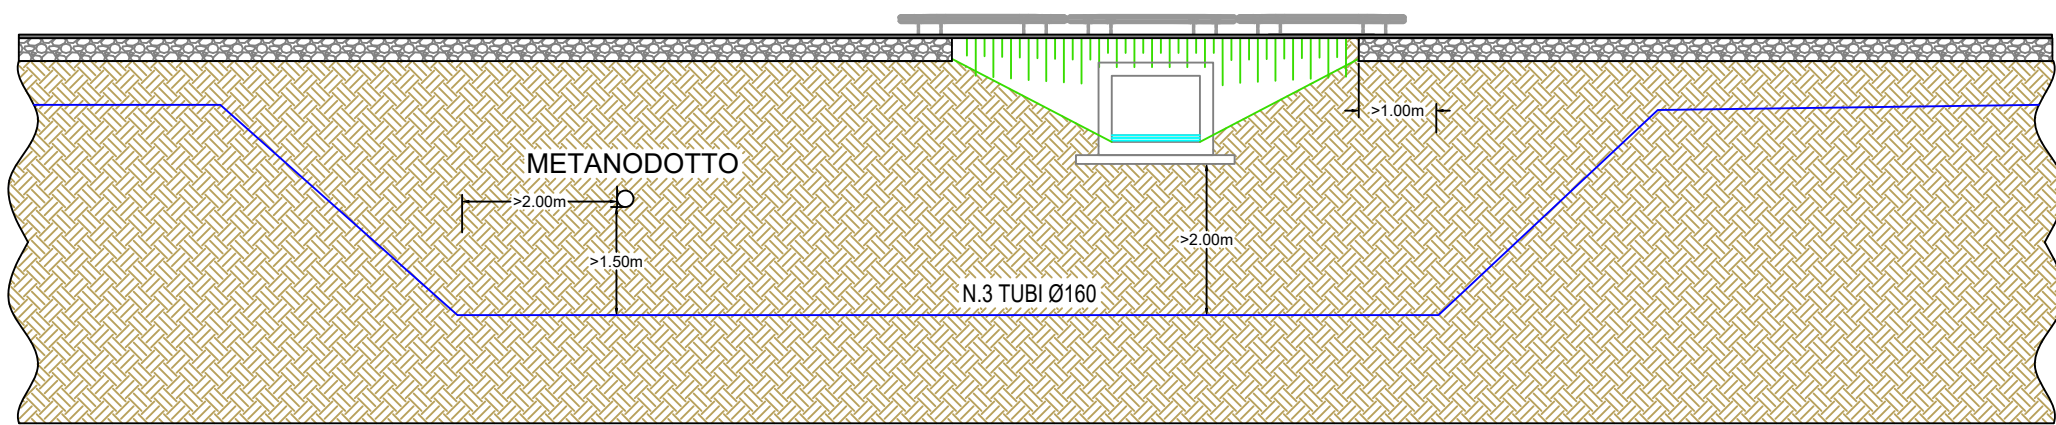 >1.00m
METANODOTTO
>2.00m
>2.00m
>1.50m
N.3 TUBI Ø160